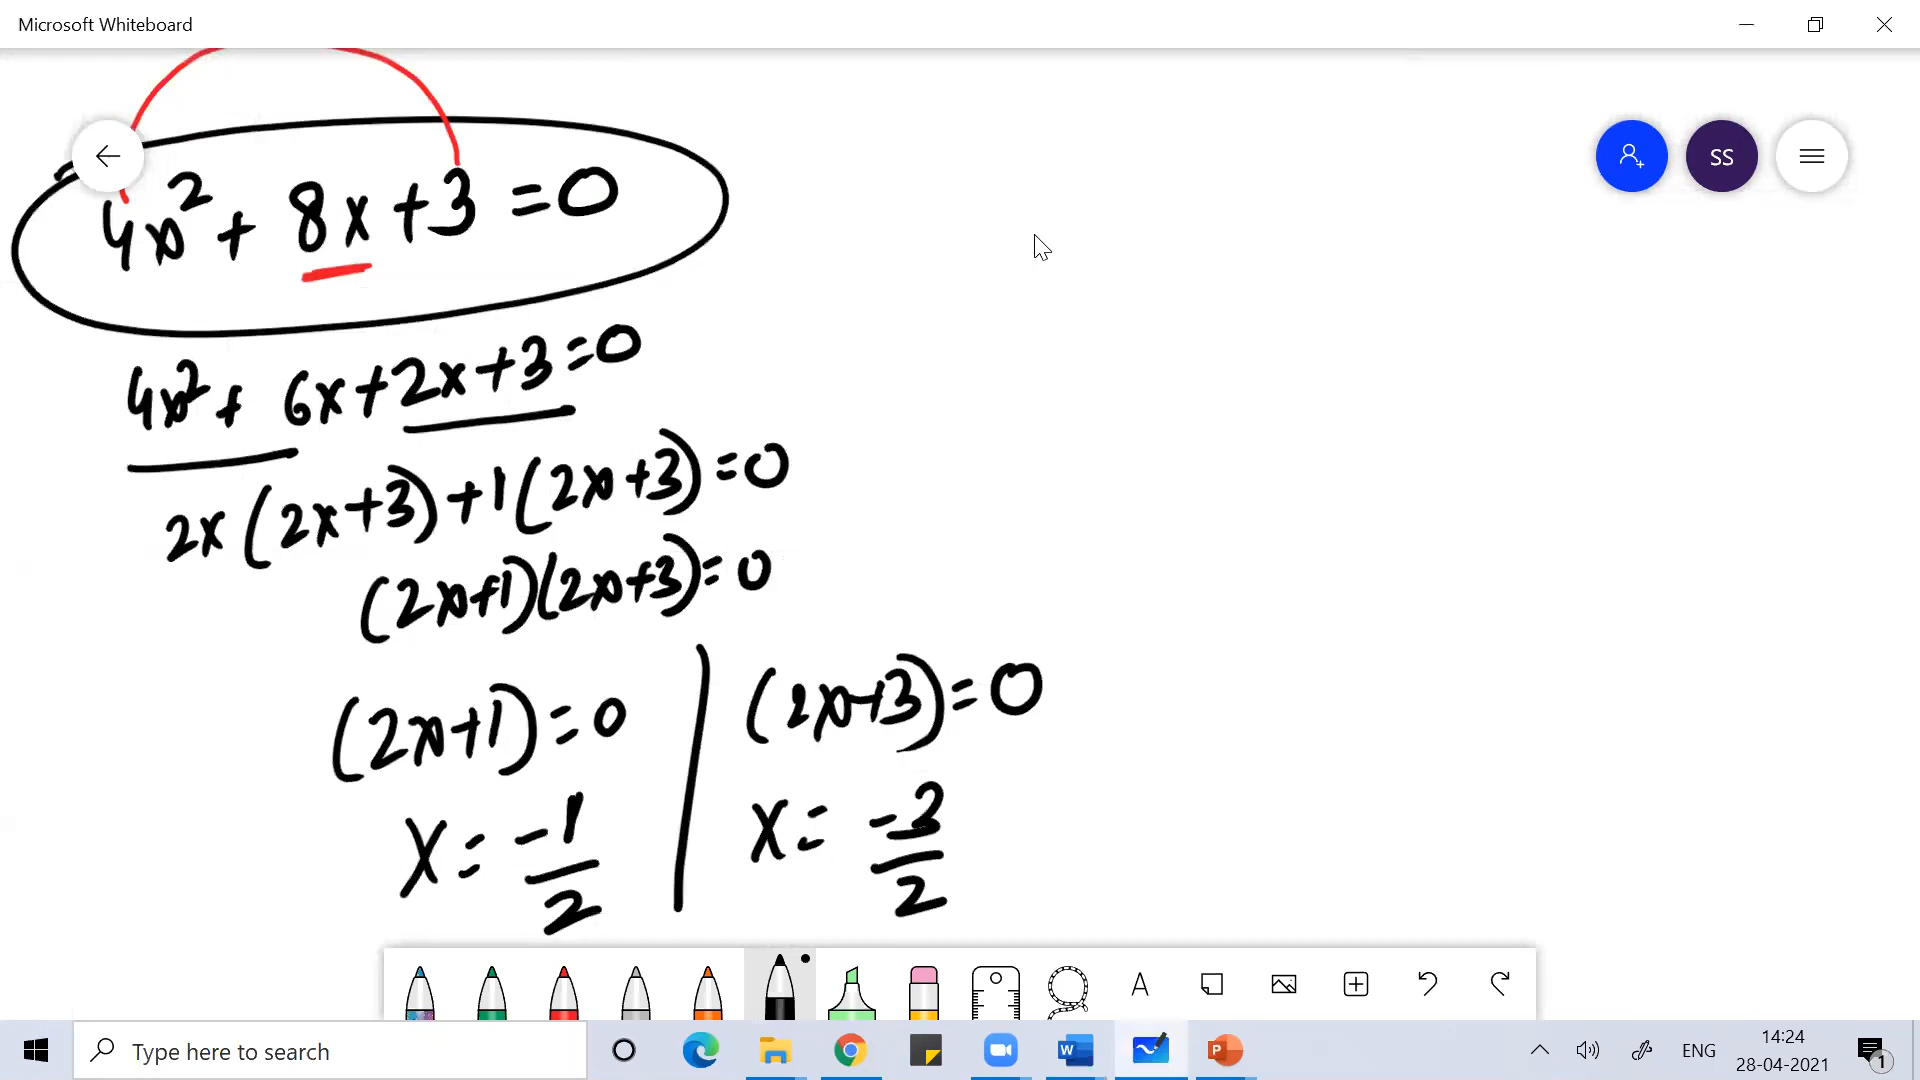 Microsoft Whiteboard
SS
4x² + 8x + 3 = 0
4x² + 6x + 2x + 3 = 0
2x (2x + 3) + 1 (2x + 3) = 0
(2x+1)(2x+3) = 0
(2x+1) = 0
(2x+3) = 0
x = -1/2
x = -3/2
A
Type here to search
ENG
14:24
28-04-2021
1